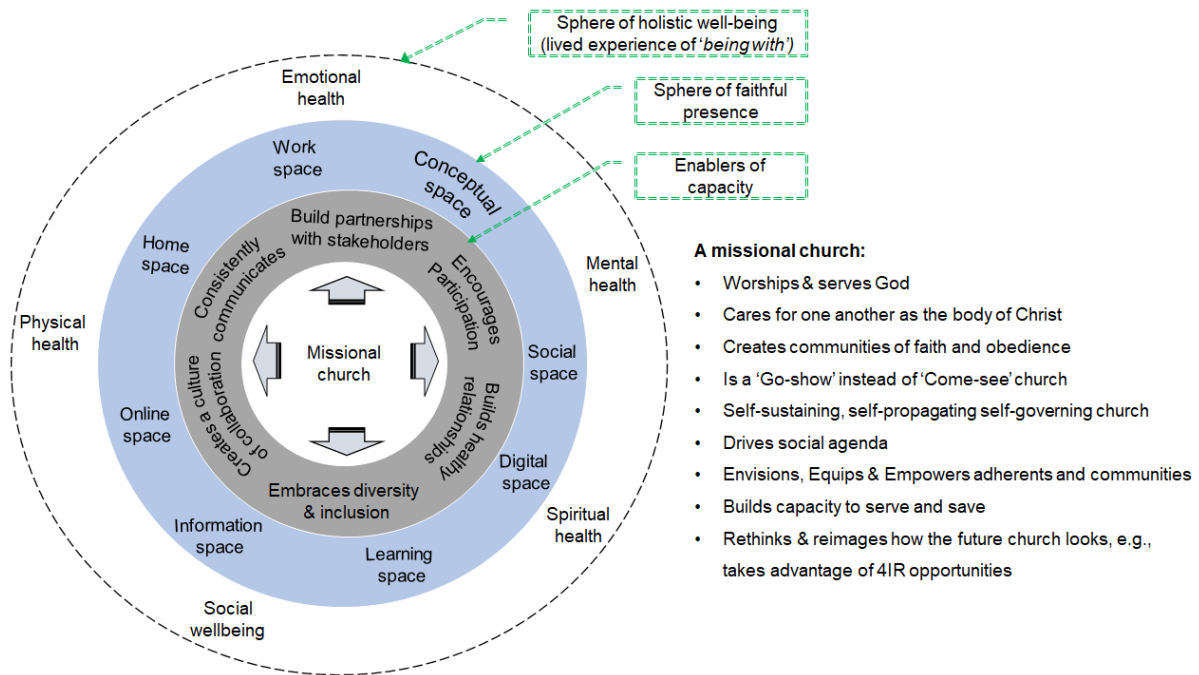 Sphere of holistic well-being
(lived experience of ‘being with’)
Sphere of faithful
presence
Enablers of
capacity
Emotional
health
Mental
health
Spiritual
health
Social
wellbeing
Physical
health
Work
space
Conceptual
space
Social
space
Digital
space
Learning
space
Information
space
Online
space
Home
space
Build partnerships
with stakeholders
Encourages
Participation
Builds healthy
relationships
Embraces diversity
& inclusion
Creates a culture
of collaboration
Consistently
communicates
Missional
church
A missional church:
• Worships & serves God
• Cares for one another as the body of Christ
• Creates communities of faith and obedience
• Is a ‘Go-show’ instead of ‘Come-see’ church
• Self-sustaining, self-propagating self-governing church
• Drives social agenda
• Envisions, Equips & Empowers adherents and communities
• Builds capacity to serve and save
• Rethinks & reimages how the future church looks, e.g.,
takes advantage of 4IR opportunities